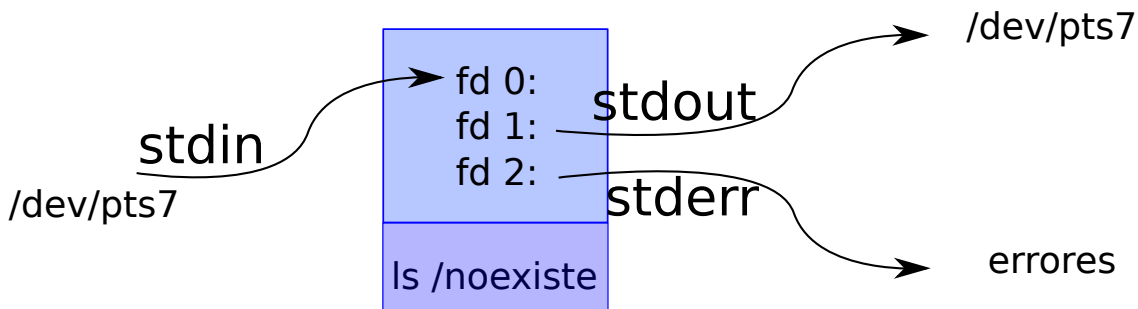 /dev/pts7
fd 0:
stdout
fd 1:
stdin
fd 2:
/dev/pts7
stderr
errores
ls /noexiste